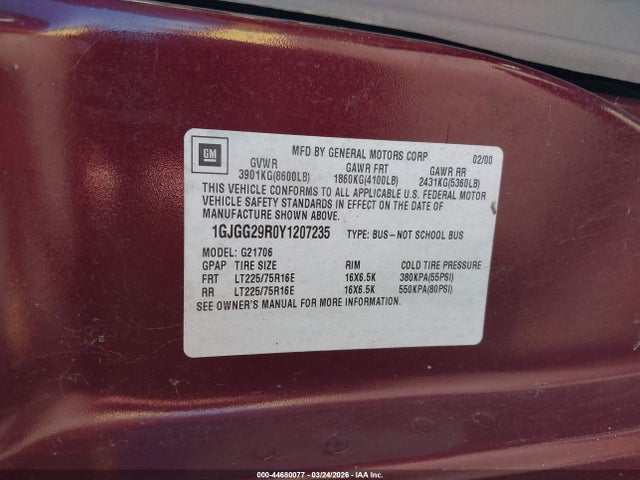 GM
MFD BY GENERAL MOTORS CORP 02/00
GVWR GAWR FRT GAWR RR
3901KG(8600LB) 1860KG(4100LB) 2431KG(5360LB)
THIS VEHICLE CONFORMS TO ALL APPLICABLE U.S. FEDERAL MOTOR
VEHICLE SAFETY STANDARDS IN EFFECT ON THE DATE OF
MANUFACTURE SHOWN ABOVE.
1GJGG29R0Y1207235 TYPE: BUS-NOT SCHOOL BUS
MODEL: G21706
GPAP TIRE SIZE RIM COLD TIRE PRESSURE
FRT LT225/75R16E 16X6.5K 380KPA(55PSI)
RR LT225/75R16E 16X6.5K 550KPA(80PSI)
SEE OWNER'S MANUAL FOR MORE INFORMATION.
000-44680077 - 03/24/2026 - IAA Inc.